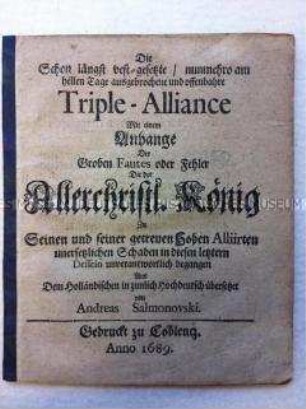 Die
Schon längst vest-gesetzte / nunmehro am
hellen Tage ausgebrochene und offenbahre
Triple-Alliance
Mit einem
Anhange
Der
Groben Fautes oder Fehler
Die der
Allerchristl. König
Zu
Seinen und seiner getreuen Hohen Alliirten
unersetzlichen Schaden in diesen letztern
Dessein unverantwortlich begangen
Aus
Dem Holländischen in zimlich Hochdeutsch übersetzet
von
Andreas Salmonovski.
Gedruckt zu Coblentz.
Anno 1689.